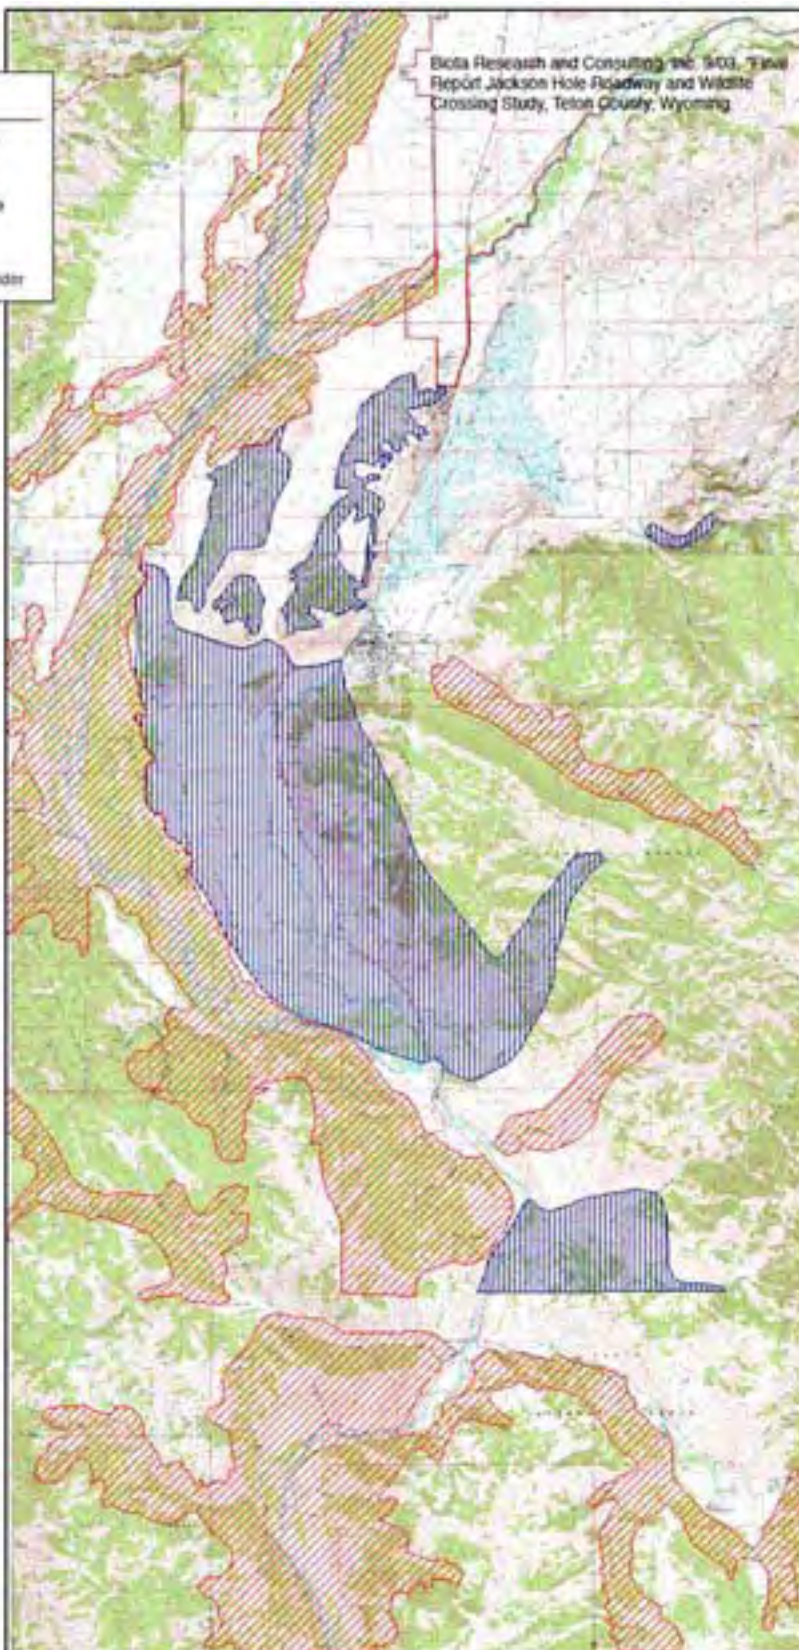 Biota Research and Consulting, Inc. 9/03, "Final
Report Jackson Hole Roadway and Wildlife
Crossing Study, Teton County, Wyoming